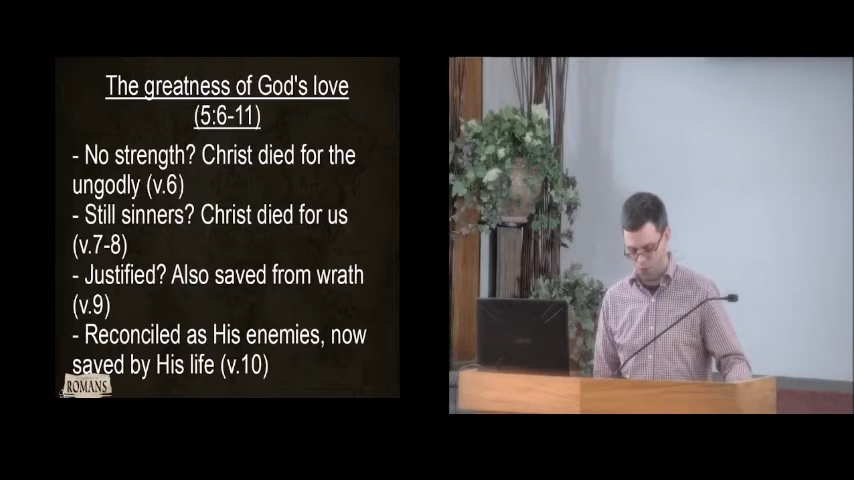 The greatness of God's love
(5:6-11)
- No strength? Christ died for the
ungodly (v.6)
- Still sinners? Christ died for us
(v.7-8)
- Justified? Also saved from wrath
(v.9)
- Reconciled as His enemies, now
saved by His life (v.10)
ROMANS